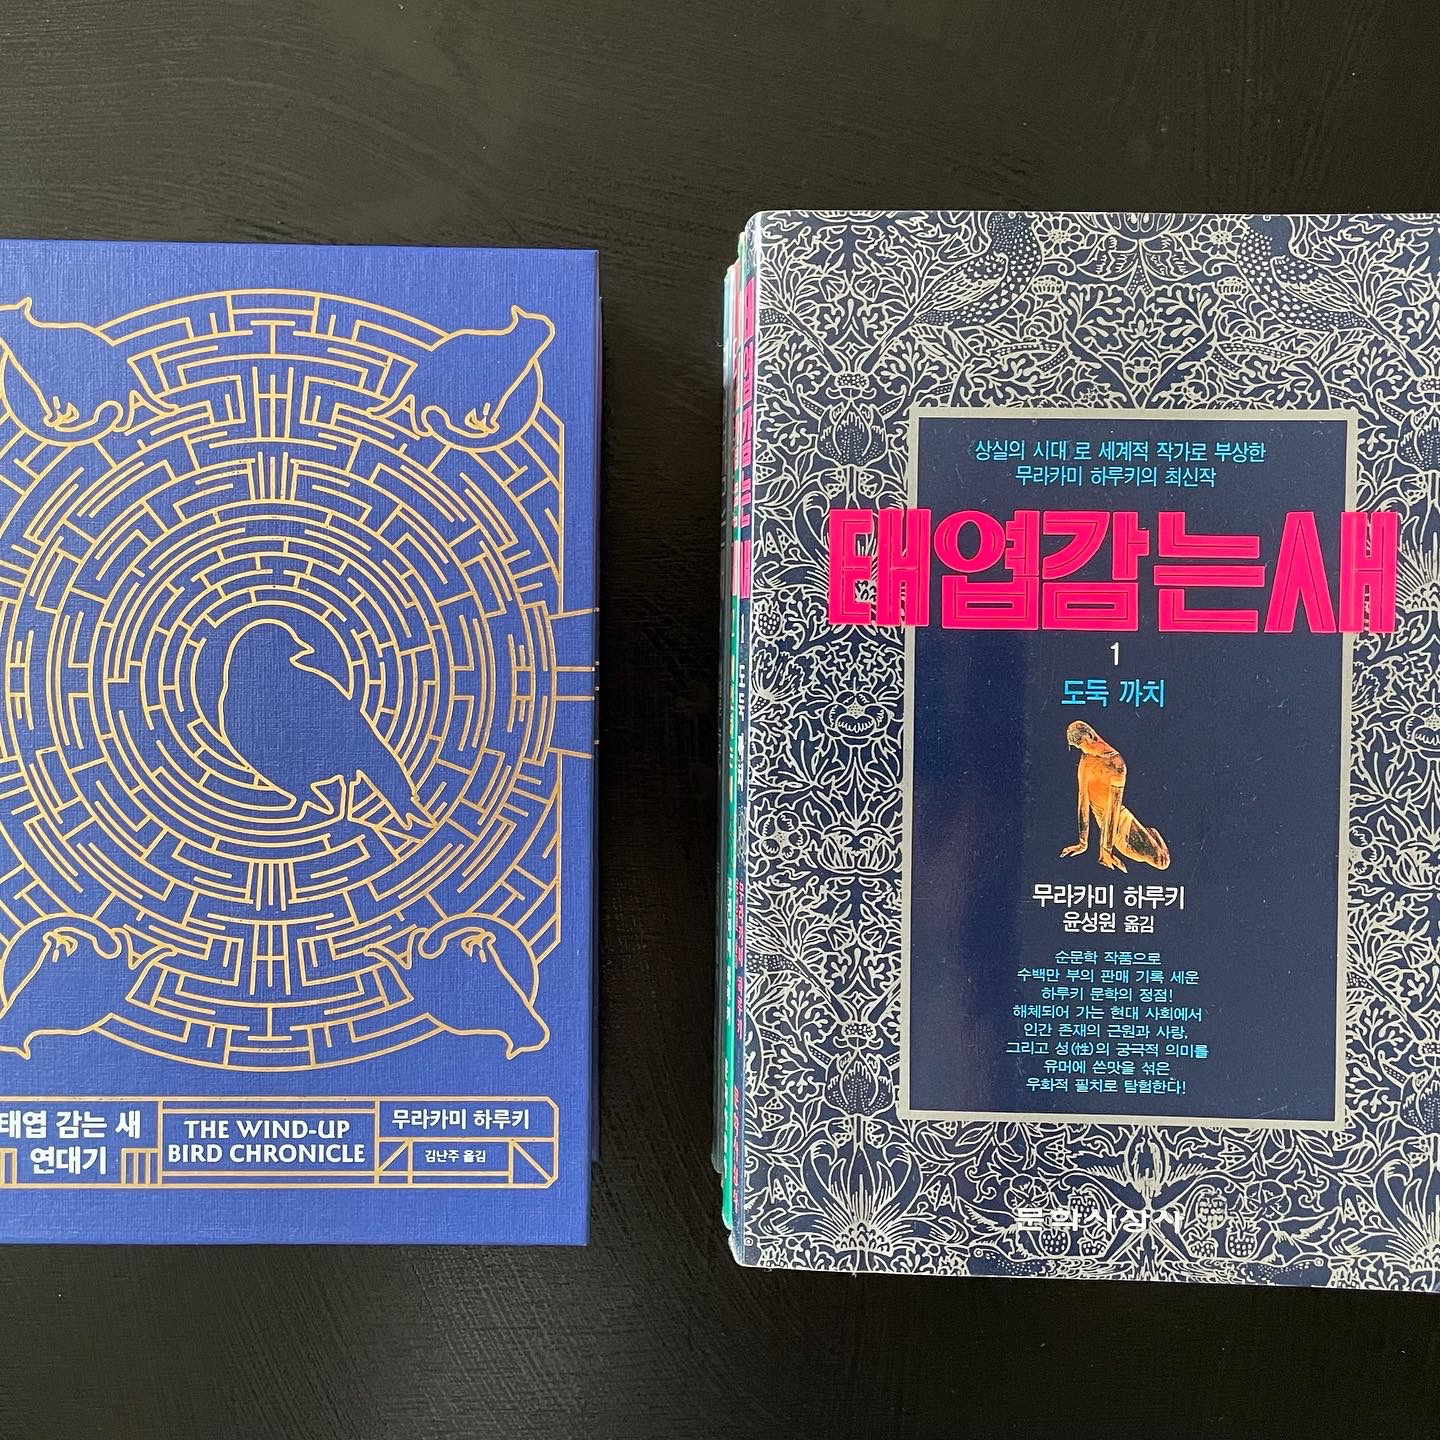 태엽 감는 새
연대기
THE WIND-UP
BIRD CHRONICLE
무라카미 하루키
김난주 옮김
《상실의 시대》로 세계적 작가로 부상한
무라카미 하루키의 최신작
태엽감는새
1
도둑 까치
무라카미 하루키
윤성원 옮김
순문학 작품으로
수백만 부의 판매 기록 세운
하루키 문학의 정점!
해체되어 가는 현대 사회에서
인간 존재의 근원과 사랑,
그리고 성(性)의 궁극적 의미를
유머에 쓴맛을 섞은
우화적 필치로 탐험한다!
문학사상사